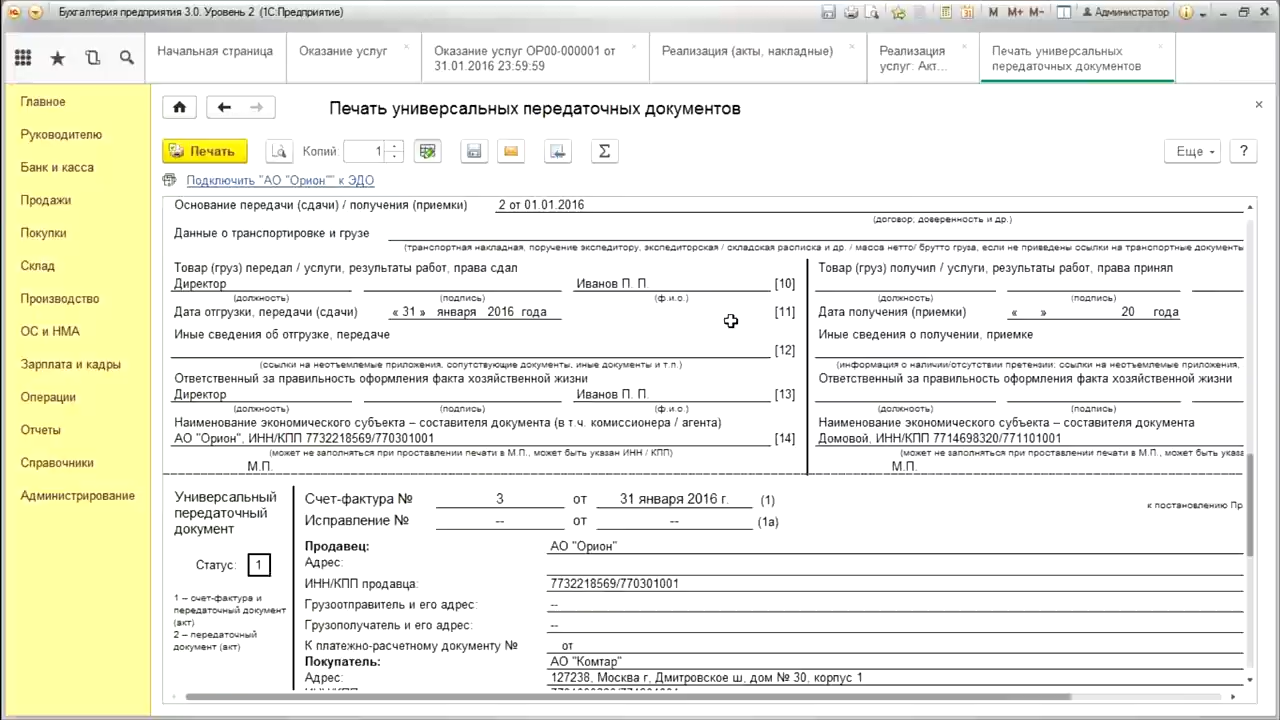 Бухгалтерия предприятия 3.0. Уровень 2 (1С:Предприятие)
M M+ M- Администратор
Начальная страница
Оказание услуг
Оказание услуг ОР00-000001 от
31.01.2016 23:59:59
Реализация (акты, накладные)
Реализация
услуг: Акт...
Печать универсальных
передаточных документов
Главное
Руководителю
Банк и касса
Продажи
Покупки
Склад
Производство
ОС и НМА
Зарплата и кадры
Операции
Отчеты
Справочники
Администрирование
Печать универсальных передаточных документов
Печать Копий: 1 Σ Еще ?
Подключить "АО "Орион"" к ЭДО
Основание передачи (сдачи) / получения (приемки) 2 от 01.01.2016
(договор, доверенность и др.)
Данные о транспортировке и грузе
(транспортная накладная, поручение экспедитору, экспедиторская / складская расписка и др. / масса нетто/ брутто груза, если не приведены ссылки на транспортные документы
Товар (груз) передал / услуги, результаты работ, права сдал Товар (груз) получил / услуги, результаты работ, права принял
Директор Иванов П. П. [10]
(должность) (подпись) (ф.и.о.) (должность) (подпись)
Дата отгрузки, передачи (сдачи) « 31 » января 2016 года [11] Дата получения (приемки) « » 20 года
Иные сведения об отгрузке, передаче Иные сведения о получении, приемке
[12]
(ссылки на неотъемлемые приложения, сопутствующие документы, иные документы и т.п.) (информация о наличии/отсутствии претензии; ссылки на неотъемлемые приложения,
Ответственный за правильность оформления факта хозяйственной жизни Ответственный за правильность оформления факта хозяйственной жизни
Директор Иванов П. П. [13]
(должность) (подпись) (ф.и.о.) (должность) (подпись)
Наименование экономического субъекта – составителя документа (в т.ч. комиссионера / агента) Наименование экономического субъекта – составителя документа
АО "Орион", ИНН/КПП 7732218569/770301001 [14] Домовой, ИНН/КПП 7714698320/771101001
(может не заполняться при проставлении печати в М.П., может быть указан ИНН / КПП) (может не заполняться при проставлении печати в М.П., может быть указа
М.П. М.П.
Универсальный
передаточный
документ
Статус: 1
1 – счет-фактура и
передаточный документ
(акт)
2 – передаточный
документ (акт)
Счет-фактура № 3 от 31 января 2016 г. (1)
Исправление № -- от -- (1а)
к постановлению Пр
Продавец: АО "Орион"
Адрес:
ИНН/КПП продавца: 7732218569/770301001
Грузоотправитель и его адрес: --
Грузополучатель и его адрес: --
К платежно-расчетному документу № от
Покупатель: АО "Комтар"
Адрес: 127238, Москва г, Дмитровское ш, дом № 30, корпус 1